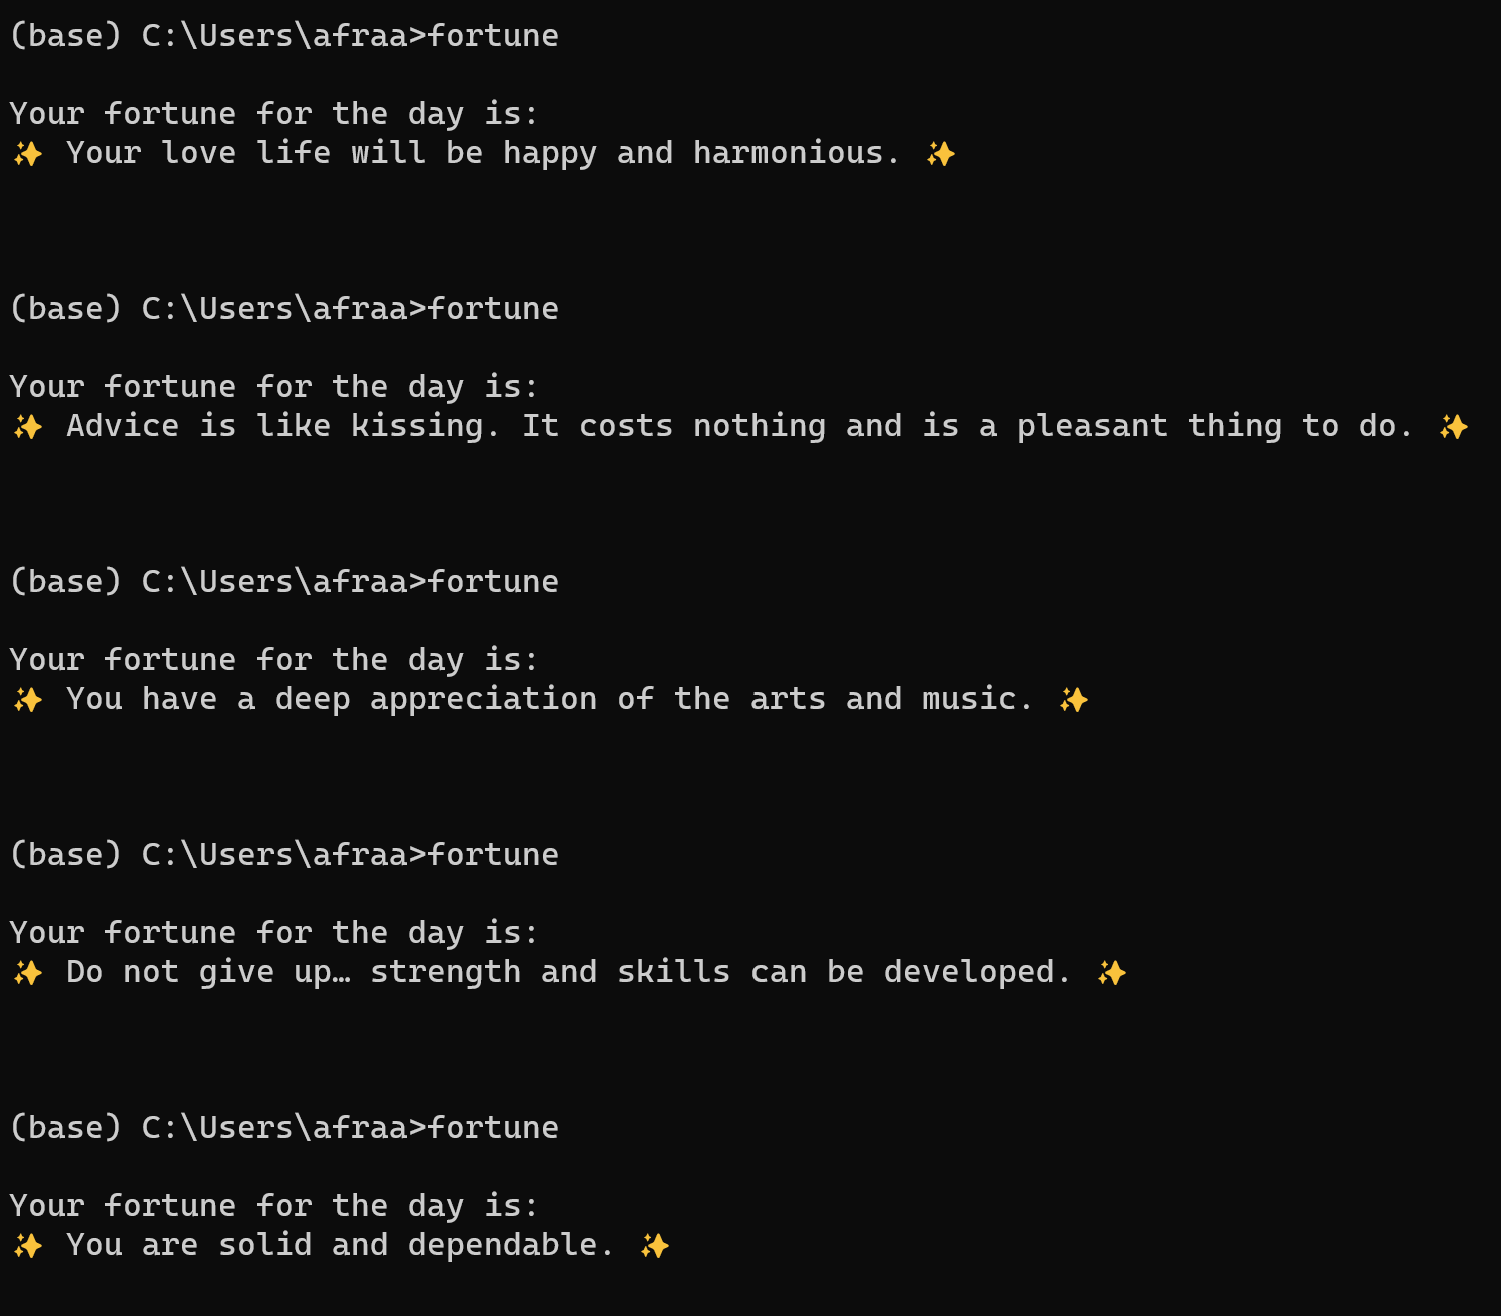 (base) C:\Users\afraa>fortune
Your fortune for the day is:
✨ Your love life will be happy and harmonious. ✨
(base) C:\Users\afraa>fortune
Your fortune for the day is:
✨ Advice is like kissing. It costs nothing and is a pleasant thing to do. ✨
(base) C:\Users\afraa>fortune
Your fortune for the day is:
✨ You have a deep appreciation of the arts and music. ✨
(base) C:\Users\afraa>fortune
Your fortune for the day is:
✨ Do not give up… strength and skills can be developed. ✨
(base) C:\Users\afraa>fortune
Your fortune for the day is:
✨ You are solid and dependable. ✨